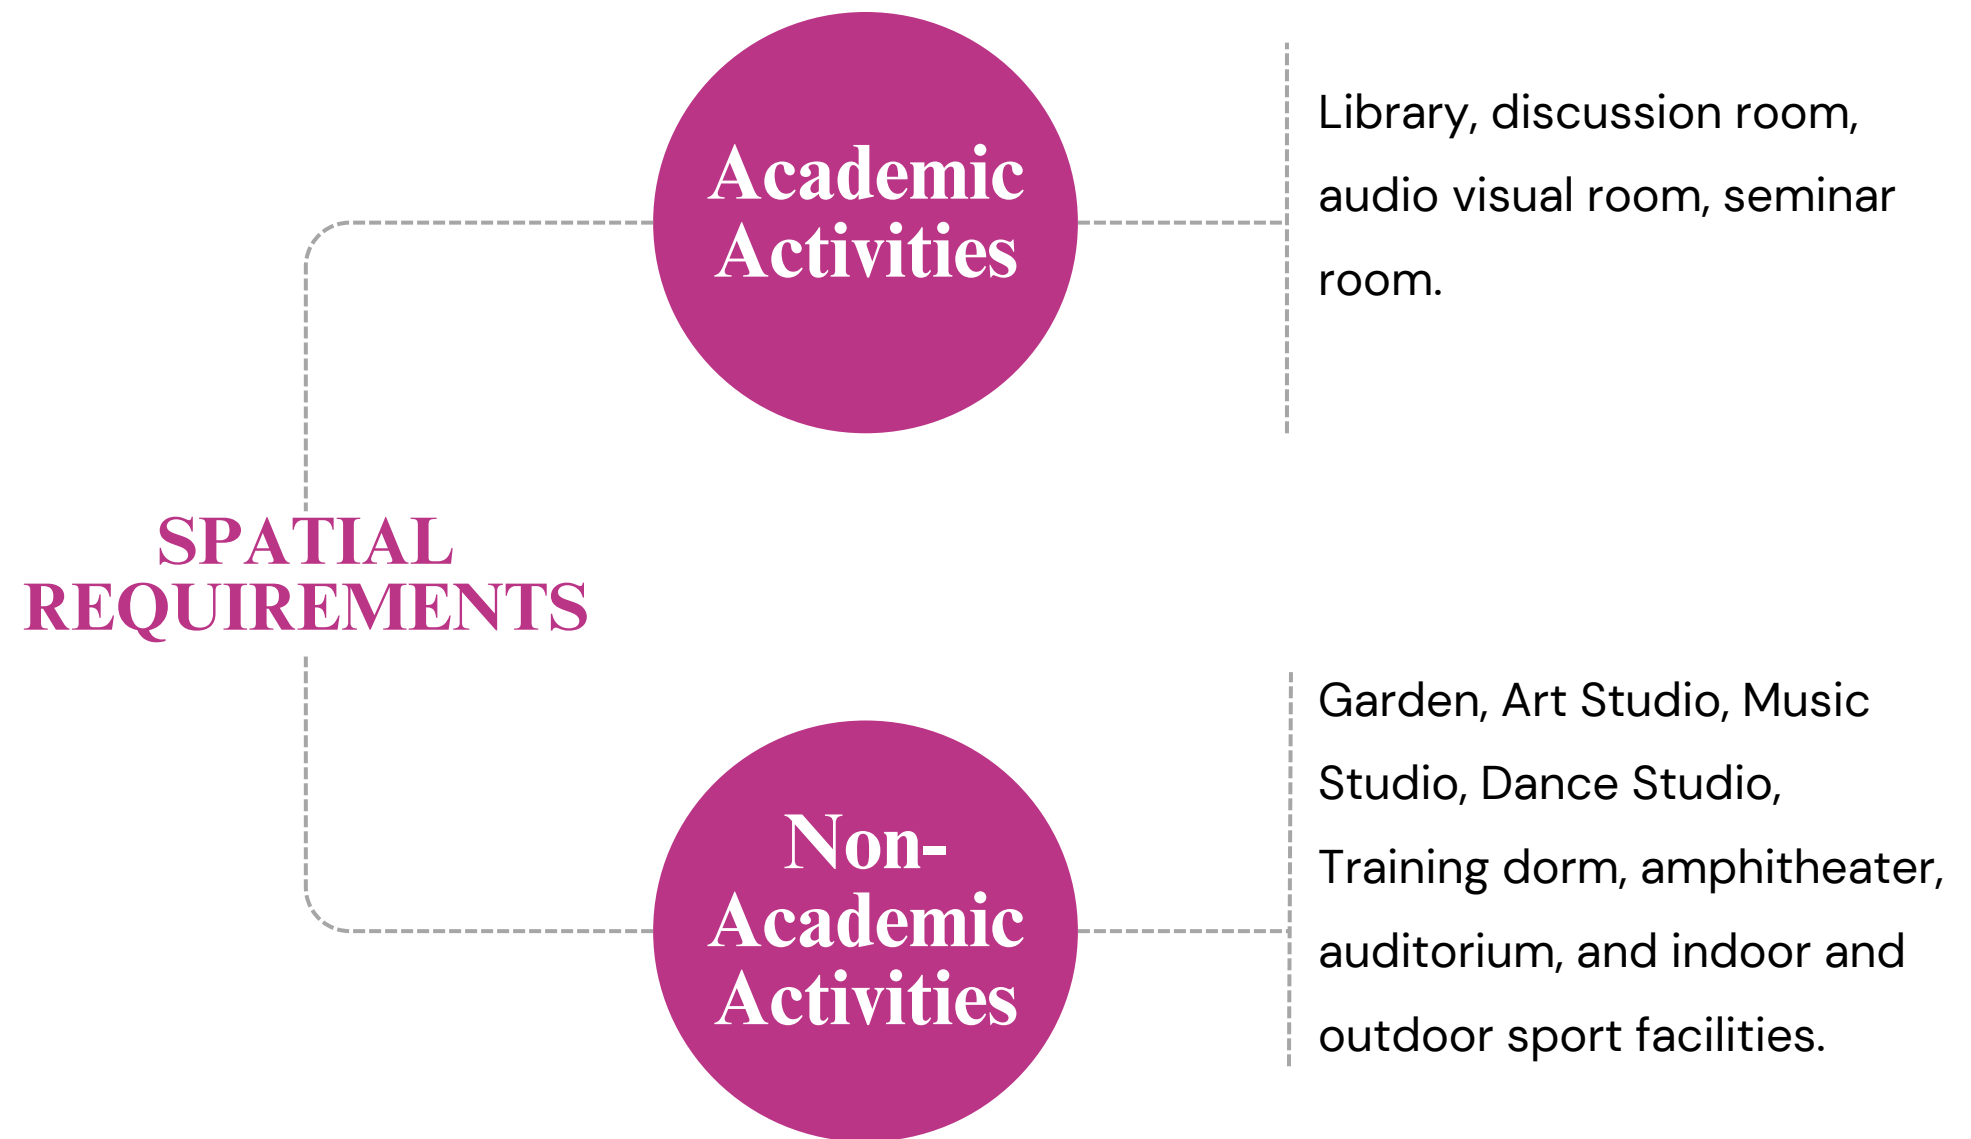 Academic
Activities
Library, discussion room,
audio visual room, seminar
room.
SPATIAL
REQUIREMENTS
Non-
Academic
Activities
Garden, Art Studio, Music
Studio, Dance Studio,
Training dorm, amphitheater,
auditorium, and indoor and
outdoor sport facilities.